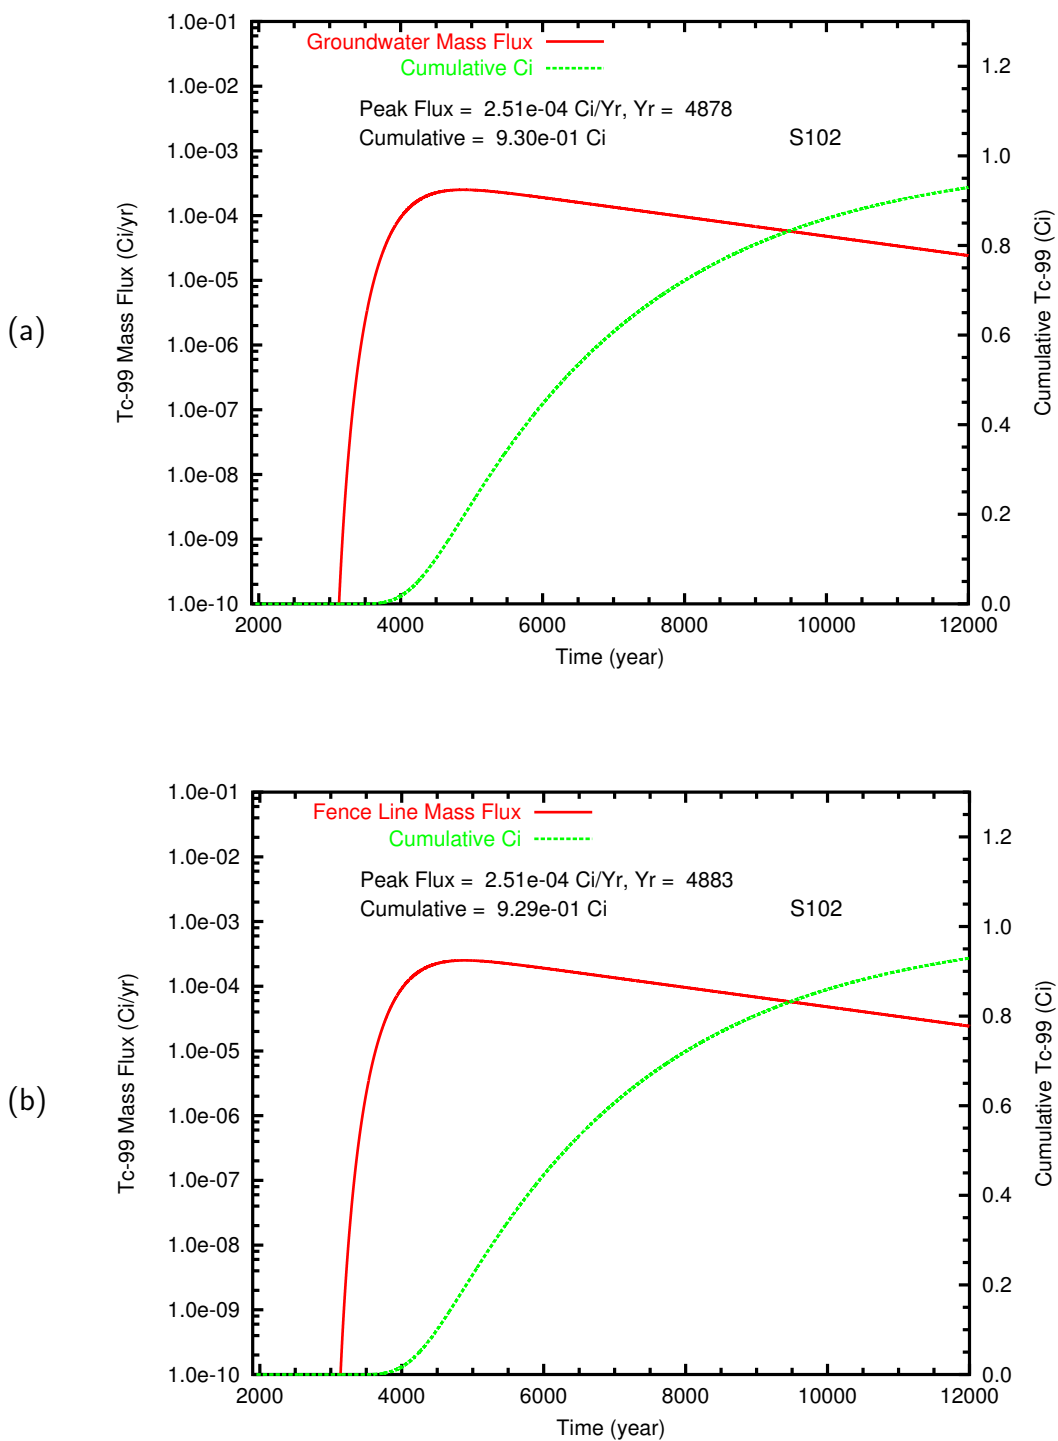 (a)
1.0e-01
1.0e-02
1.0e-03
1.0e-04
1.0e-05
1.0e-06
1.0e-07
1.0e-08
1.0e-09
1.0e-10
Tc-99 Mass Flux (Ci/yr)
Groundwater Mass Flux
Cumulative Ci
Peak Flux = 2.51e-04 Ci/Yr, Yr = 4878
Cumulative = 9.30e-01 Ci S102
1.2
1.0
0.8
0.6
0.4
0.2
0.0
Cumulative Tc-99 (Ci)
2000 4000 6000 8000 10000 12000
Time (year)
(b)
1.0e-01
1.0e-02
1.0e-03
1.0e-04
1.0e-05
1.0e-06
1.0e-07
1.0e-08
1.0e-09
1.0e-10
Tc-99 Mass Flux (Ci/yr)
Fence Line Mass Flux
Cumulative Ci
Peak Flux = 2.51e-04 Ci/Yr, Yr = 4883
Cumulative = 9.29e-01 Ci S102
1.2
1.0
0.8
0.6
0.4
0.2
0.0
Cumulative Tc-99 (Ci)
2000 4000 6000 8000 10000 12000
Time (year)